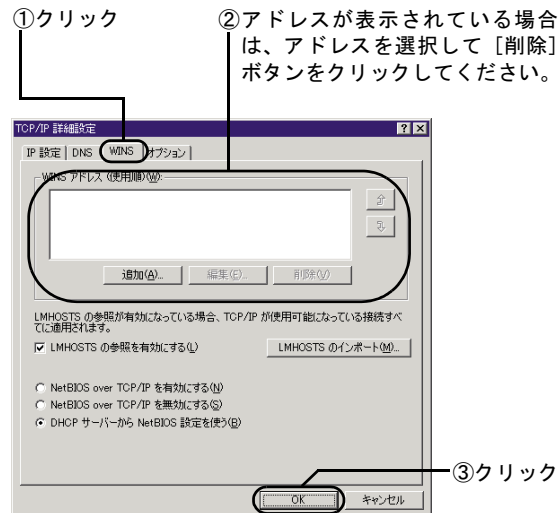 ①クリック
②アドレスが表示されている場合
は、アドレスを選択して［削除］
ボタンをクリックしてください。
TCP/IP 詳細設定
IP 設定 DNS WINS オプション
WINS アドレス (使用順)(W):
追加(A)... 編集(E)... 削除(V)
LMHOSTS の参照が有効になっている場合、TCP/IP が使用可能になっている接続すべ
てに適用されます。
LMHOSTS の参照を有効にする(L) LMHOSTS のインポート(M)...
NetBIOS over TCP/IP を有効にする(N)
NetBIOS over TCP/IP を無効にする(S)
DHCP サーバーから NetBIOS 設定を使う(B)
③クリック
OK キャンセル